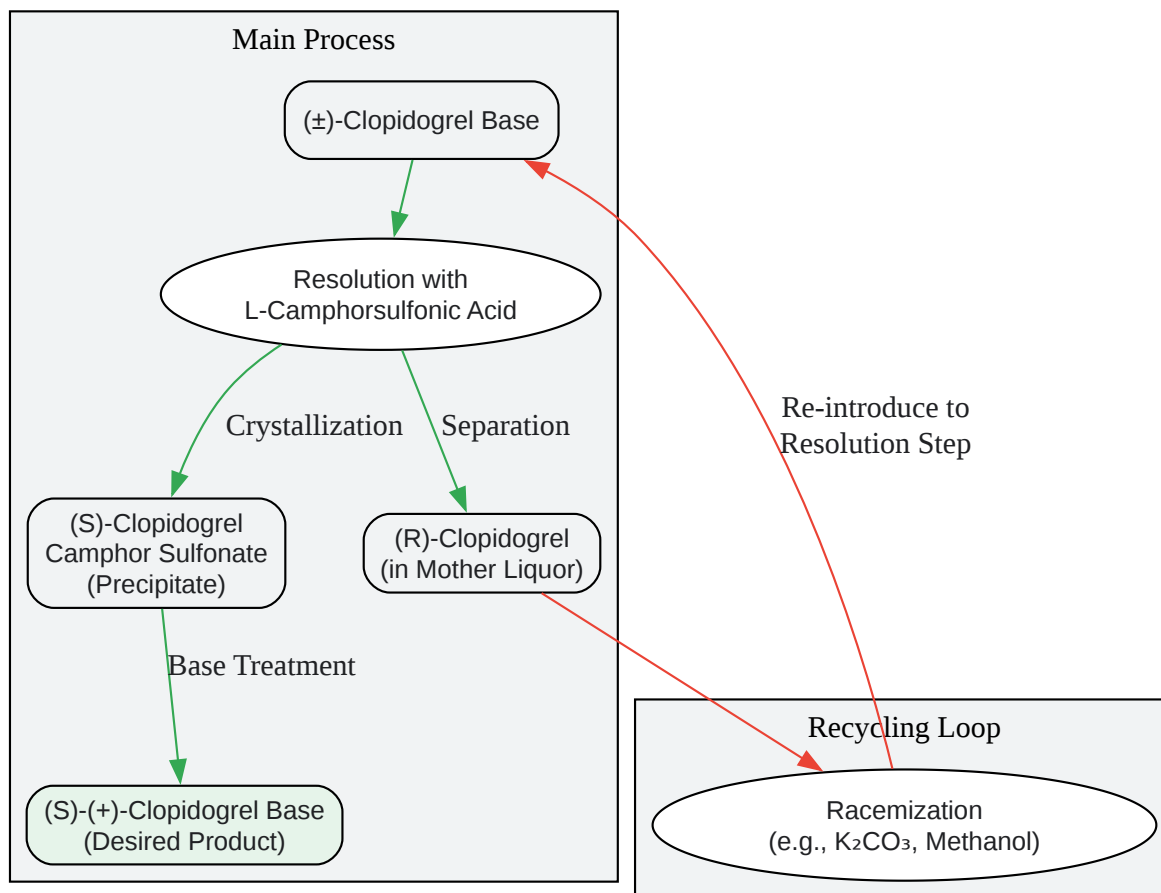 Main Process
(±)-Clopidogrel Base
Resolution with
L-Camphorsulfonic Acid
Crystallization
Separation
Re-introduce to
Resolution Step
(S)-Clopidogrel
Camphor Sulfonate
(Precipitate)
(R)-Clopidogrel
(in Mother Liquor)
Base Treatment
(S)-(+)-Clopidogrel Base
(Desired Product)
Recycling Loop
Racemization
(e.g., K₂CO₃, Methanol)